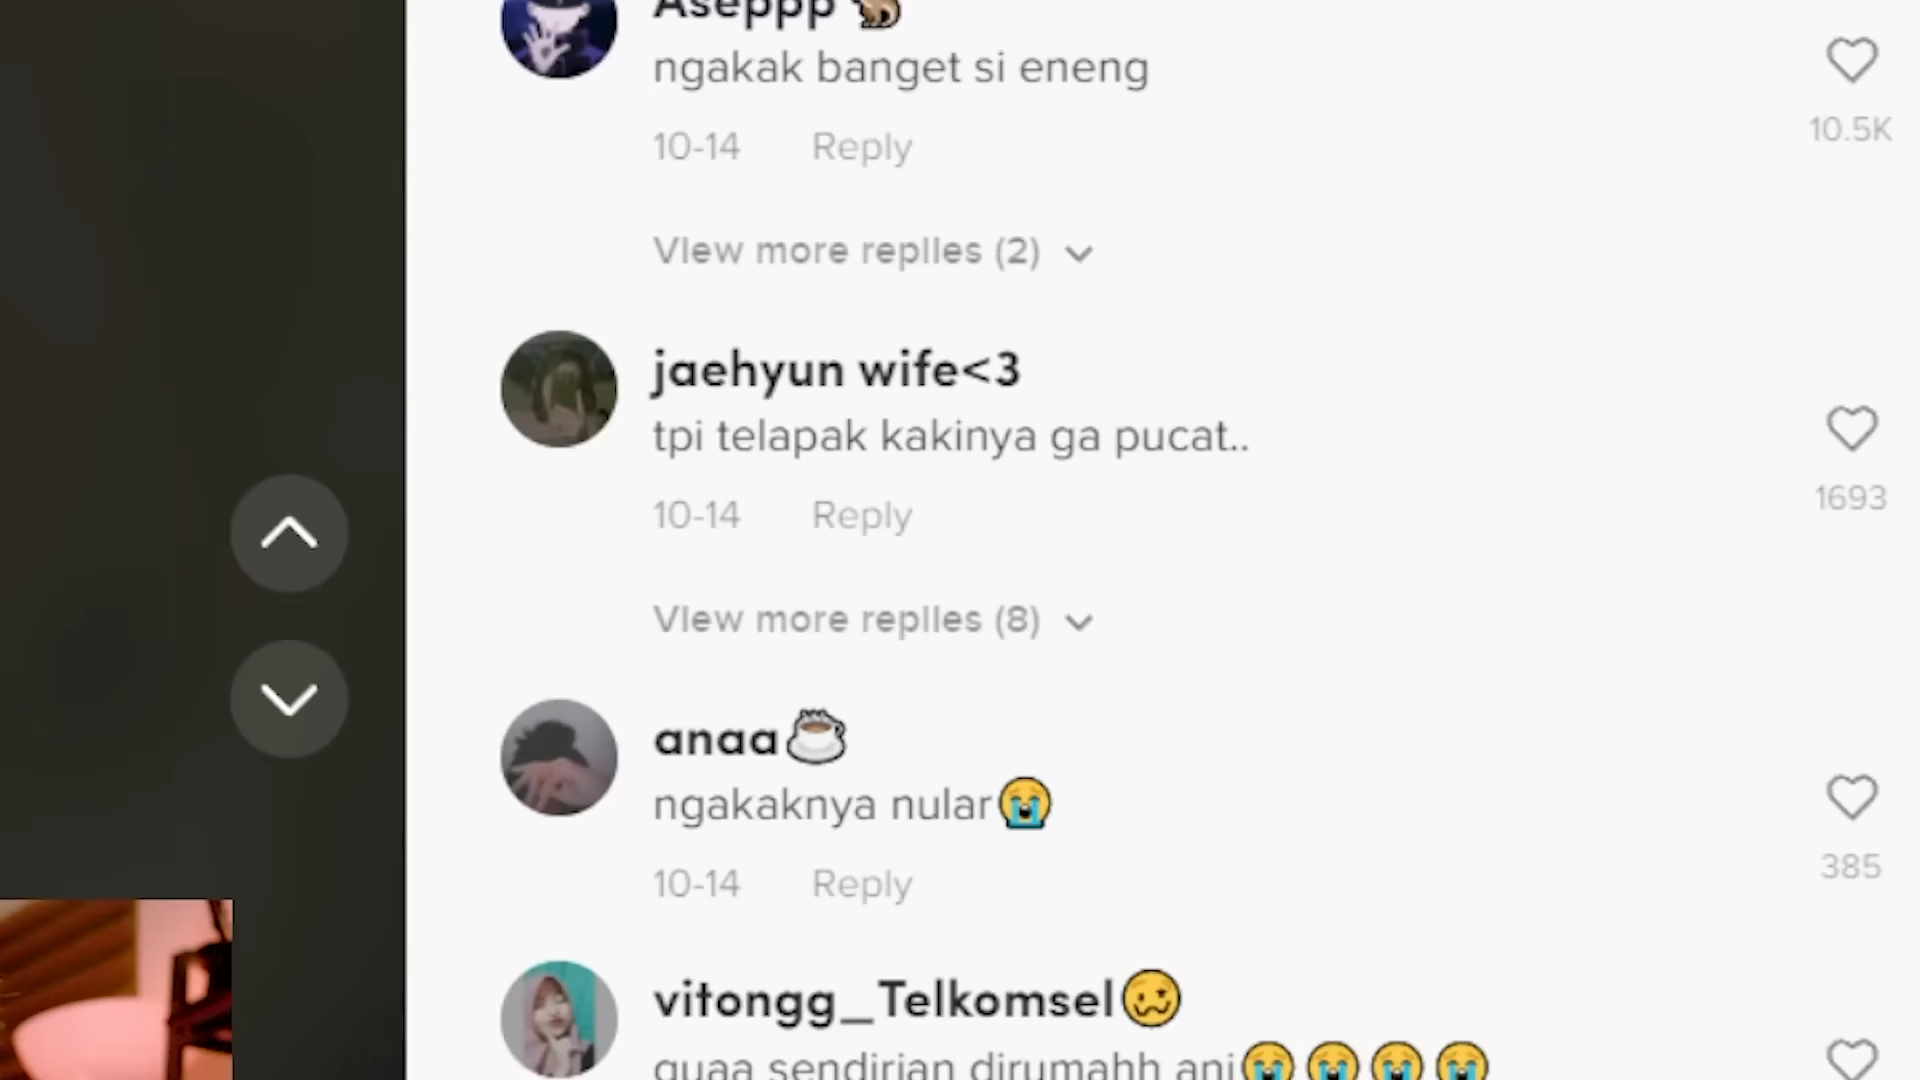 Aseppp 🐿️
ngakak banget si eneng
10.5K
10-14 Reply
View more replies (2)
jaehyun wife<3
tpi telapak kakinya ga pucat..
1693
10-14 Reply
View more replies (8)
anaa☕
ngakaknya nular😭
385
10-14 Reply
vitongg_Telkomsel🥴
guaa sendirian dirumahh anj😭😭😭😭